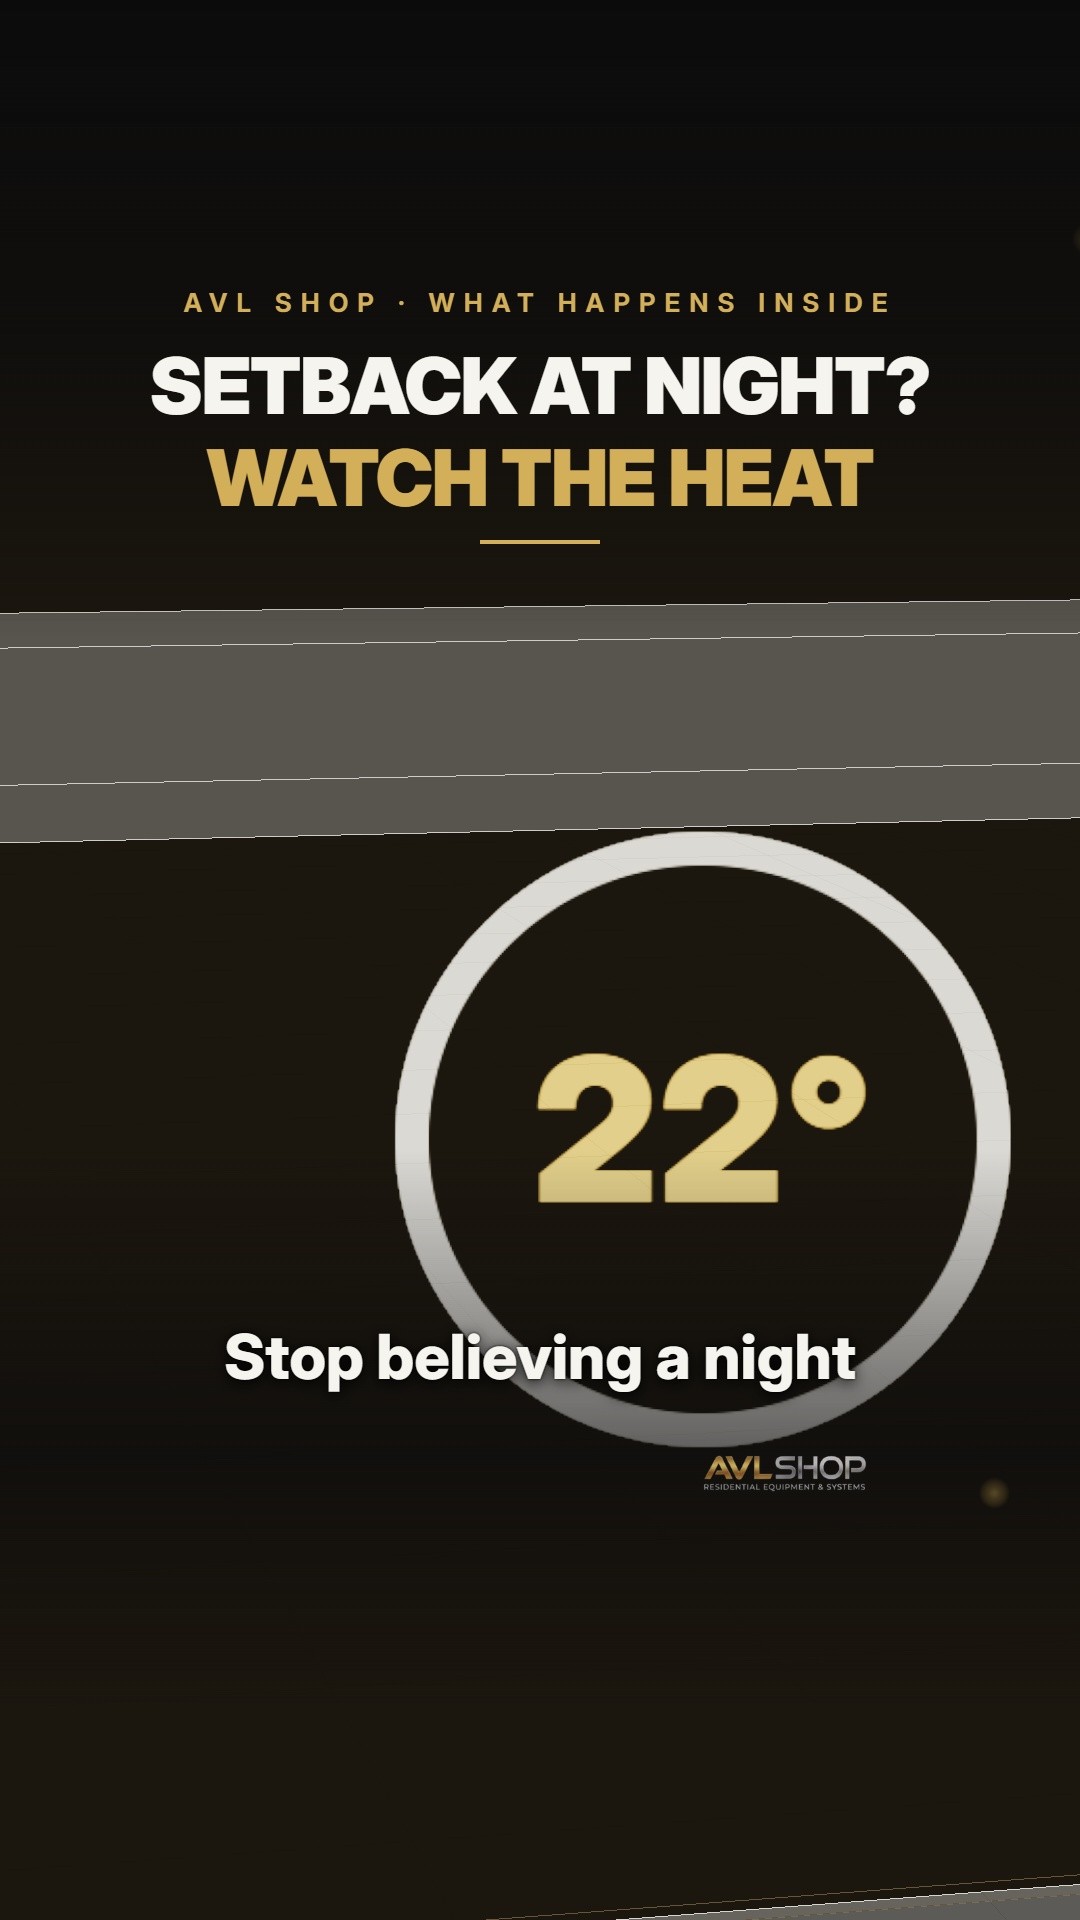 AVL SHOP · WHAT HAPPENS INSIDE
SETBACK AT NIGHT?
WATCH THE HEAT
22°
Stop believing a night
AVLSHOP
RESIDENTIAL EQUIPMENT & SYSTEMS